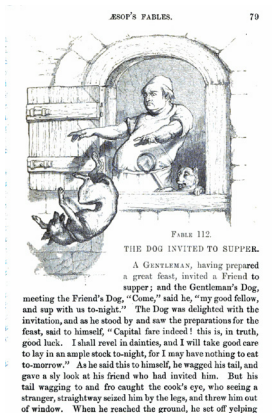 ÆSOP'S FABLES. 79
FABLE 112.
THE DOG INVITED TO SUPPER.
A GENTLEMAN, having prepared
a great feast, invited a Friend to
supper; and the Gentleman's Dog,
meeting the Friend's Dog, "Come," said he, "my good fellow,
and sup with us to-night." The Dog was delighted with the
invitation, and as he stood by and saw the preparations for the
feast, said to himself, "Capital fare indeed! this is, in truth,
good luck. I shall revel in dainties, and I will take good care
to lay in an ample stock to-night, for I may have nothing to eat
to-morrow." As he said this to himself, he wagged his tail, and
gave a sly look at his friend who had invited him. But his
tail wagging to and fro caught the cook's eye, who seeing a
stranger, straightway seized him by the legs, and threw him out
of window. When he reached the ground, he set off yelping